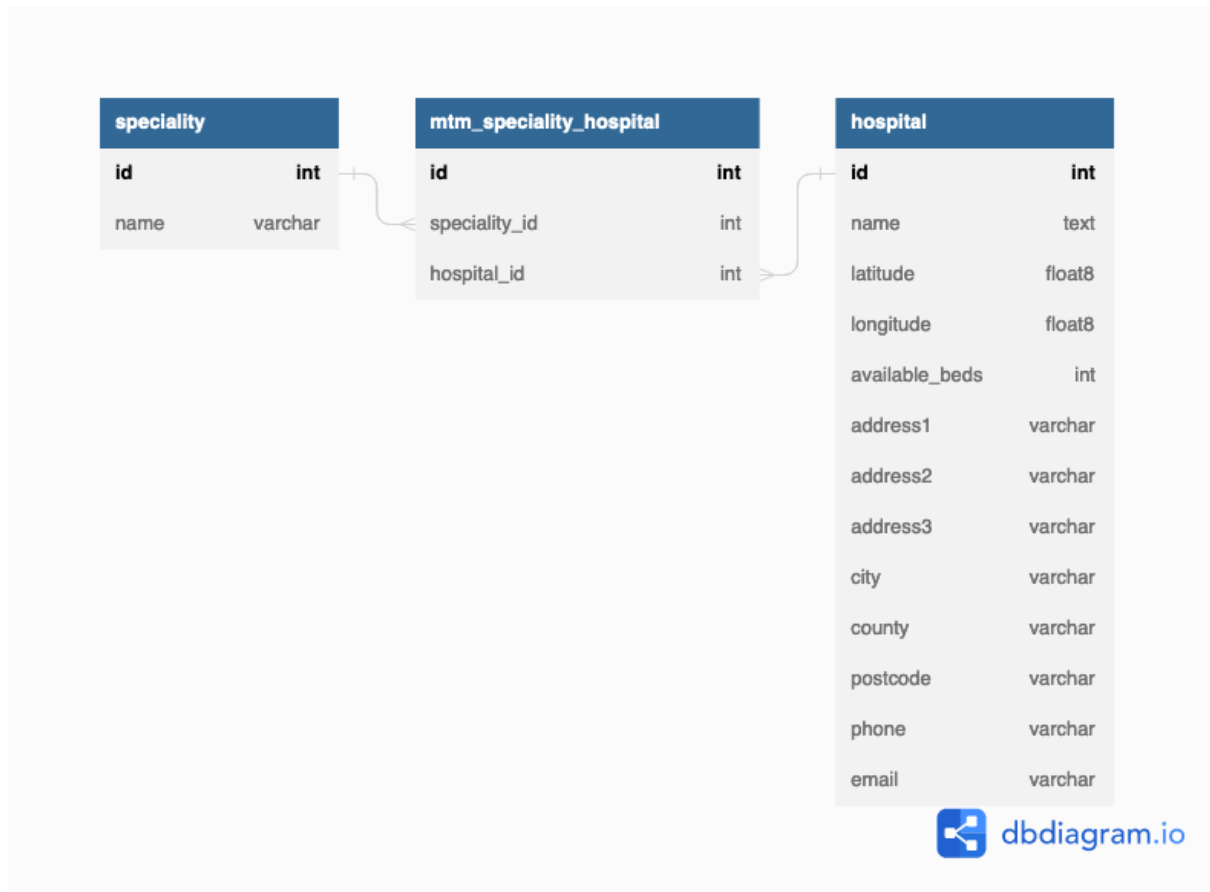 speciality
id int
name varchar
mtm_speciality_hospital
id int
speciality_id int
hospital_id int
hospital
id int
name text
latitude float8
longitude float8
available_beds int
address1 varchar
address2 varchar
address3 varchar
city varchar
county varchar
postcode varchar
phone varchar
email varchar
dbdiagram.io